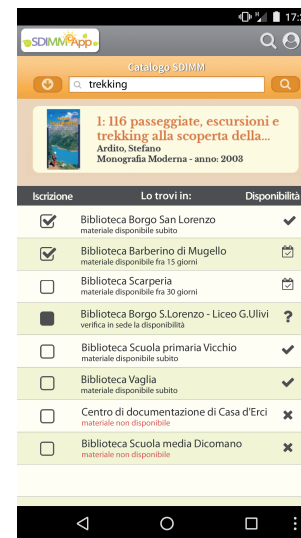 17:
SDIMMApp
Catalogo SDIMM
trekking
1: 116 passeggiate, escursioni e
trekking alla scoperta della...
Ardito, Stefano
Monografia Moderna - anno: 2003
Iscrizione Lo trovi in: Disponibilità
Biblioteca Borgo San Lorenzo
materiale disponibile subito
Biblioteca Barberino di Mugello
materiale disponibile fra 15 giorni
Biblioteca Scarperia
materiale disponibile fra 30 giorni
Biblioteca Borgo S.Lorenzo - Liceo G.Ulivi ?
verifica in sede la disponibilità
Biblioteca Scuola primaria Vicchio
materiale disponibile subito
Biblioteca Vaglia
materiale disponibile subito
Centro di documentazione di Casa d'Erci
materiale non disponibile
Biblioteca Scuola media Dicomano
materiale non disponibile